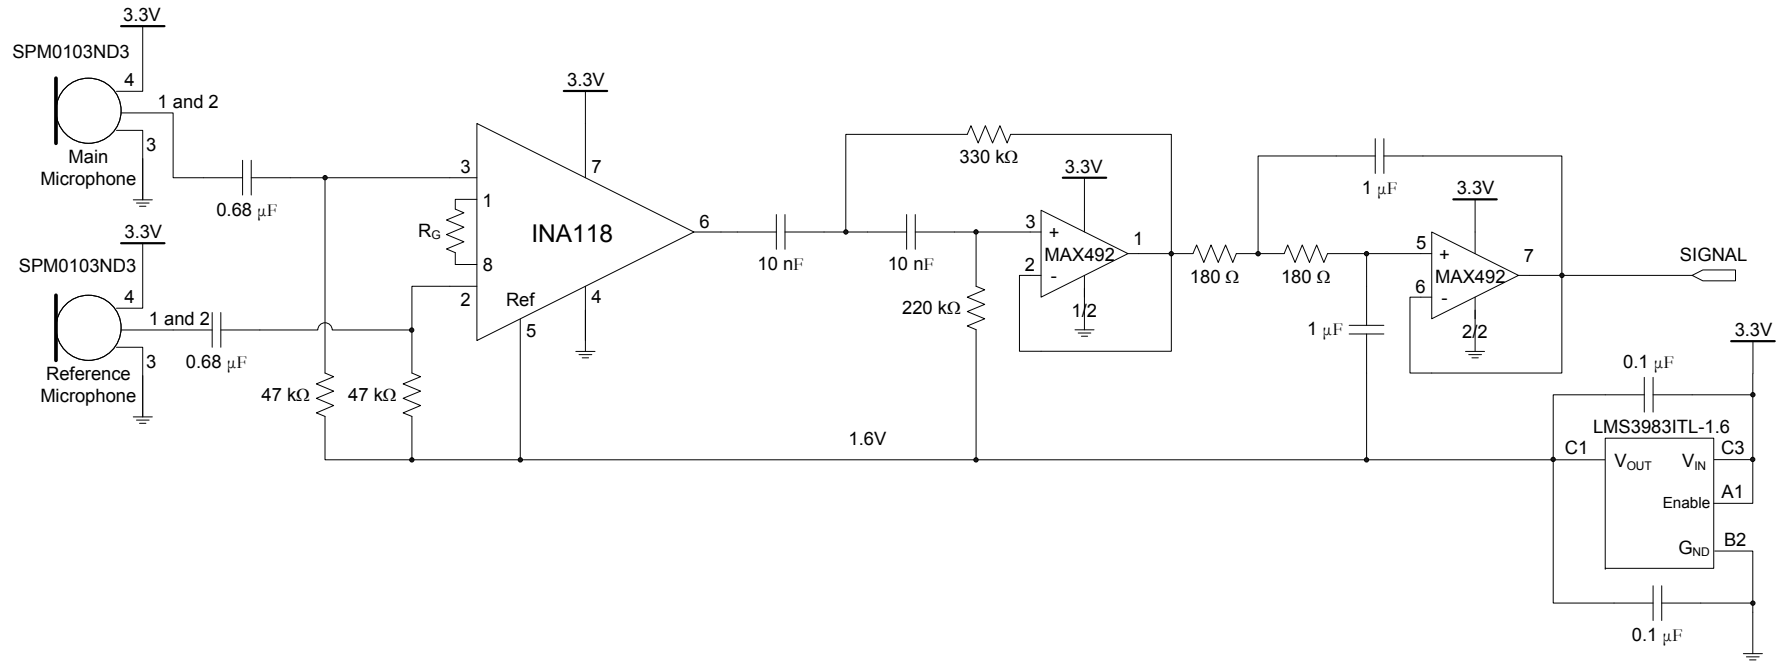 3.3V
SPM0103ND3
4
1 and 2
3
Main
Microphone
0.68 µF
3.3V
SPM0103ND3
4
1 and 2
3
Reference
Microphone
0.68 µF
47 kΩ
47 kΩ
3.3V
7
3
1
R_G
8
2
INA118
Ref
5
4
6
10 nF
10 nF
330 kΩ
220 kΩ
3.3V
3
+
MAX492
1
2
-
1/2
180 Ω
180 Ω
1 µF
1 µF
3.3V
5
+
MAX492
7
6
-
2/2
SIGNAL
1.6V
3.3V
0.1 µF
LMS3983ITL-1.6
C1
V_OUT
V_IN
C3
Enable
A1
G_ND
B2
0.1 µF